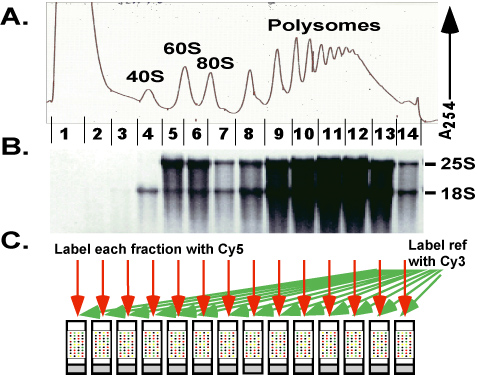 A.
Polysomes
60S
40S
80S
A254
1 2 3 4 5 6 7 8 9 10 11 12 13 14
B.
25S
18S
C.
Label each fraction with Cy5
Label ref
with Cy3